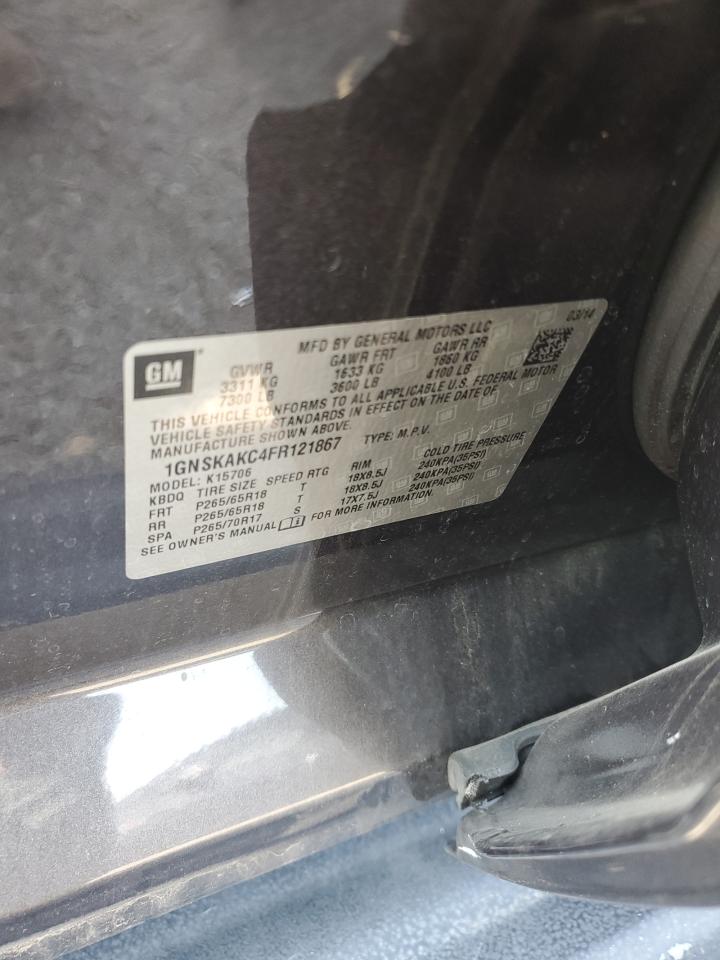 GM
MFD BY GENERAL MOTORS LLC 03/14
GVWR GAWR FRT GAWR RR
3311 KG 1633 KG 1860 KG
7300 LB 3600 LB 4100 LB
THIS VEHICLE CONFORMS TO ALL APPLICABLE U.S. FEDERAL MOTOR
VEHICLE SAFETY STANDARDS IN EFFECT ON THE DATE OF
MANUFACTURE SHOWN ABOVE.
1GNSKAKC4FR121867 TYPE: M.P.V.
MODEL: K15706
KBDQ TIRE SIZE SPEED RTG RIM COLD TIRE PRESSURE
FRT P265/65R18 T 18X8.5J 240KPA(35PSI)
RR P265/65R18 T 18X8.5J 240KPA(35PSI)
SPA P265/70R17 S 17X7.5J 240KPA(35PSI)
SEE OWNER'S MANUAL FOR MORE INFORMATION.